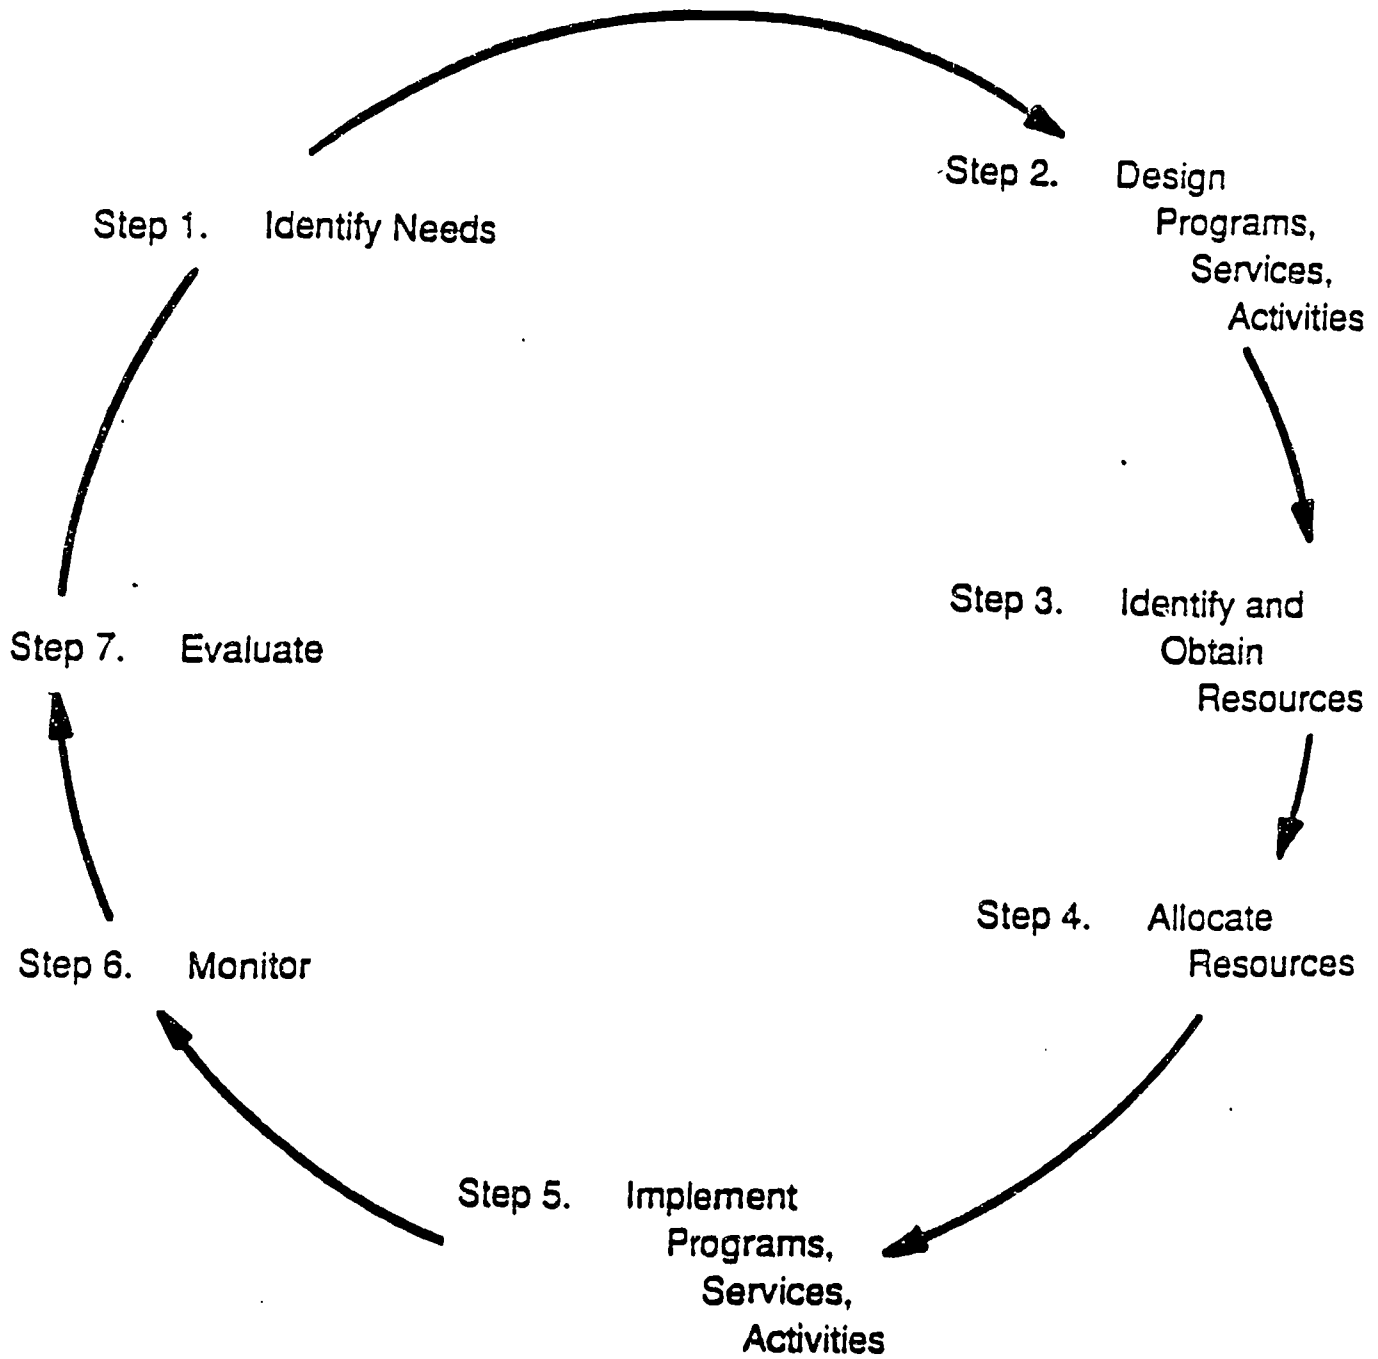 Step 1. Identify Needs
Step 2. Design
Programs,
Services,
Activities
Step 3. Identify and
Obtain
Resources
Step 4. Allocate
Resources
Step 5. Implement
Programs,
Services,
Activities
Step 6. Monitor
Step 7. Evaluate